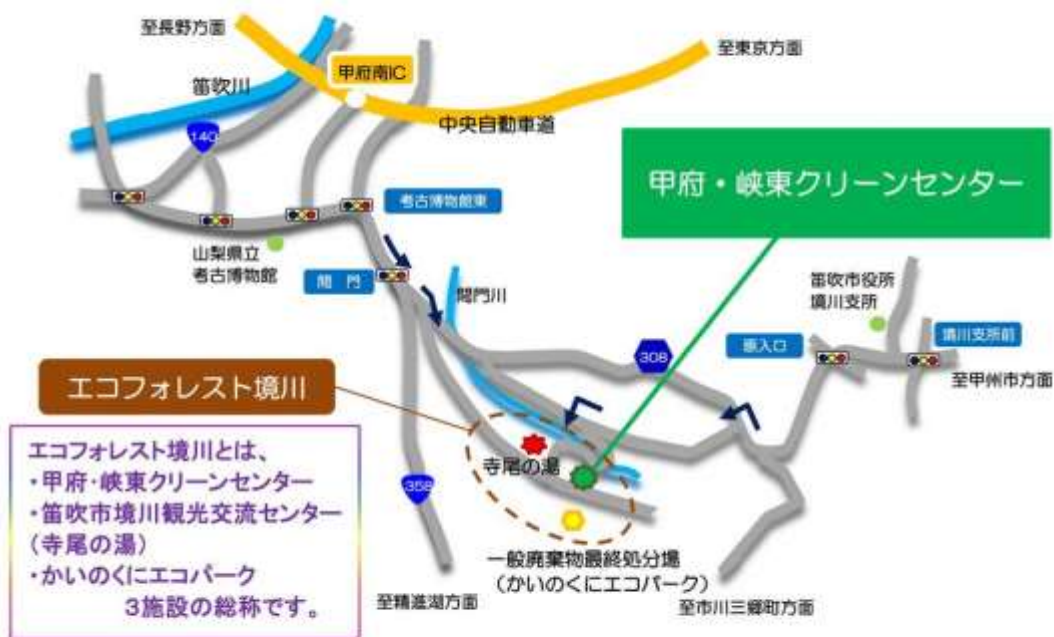 至長野方面
至東京方面
甲府南IC
笛吹川
中央自動車道
140
甲府・峡東クリーンセンター
考古博物館東
山梨県立
考古博物館
間 門
間門川
笛吹市役所
境川支所
308
境川支所前
至甲州市方面
エコフォレスト境川
エコフォレスト境川とは、
・甲府・峡東クリーンセンター
・笛吹市境川観光交流センター
(寺尾の湯)
・かいのくにエコパーク
3施設の総称です。
寺尾の湯
358
一般廃棄物最終処分場
(かいのくにエコパーク)
至精進湖方面
至市川三郷町方面